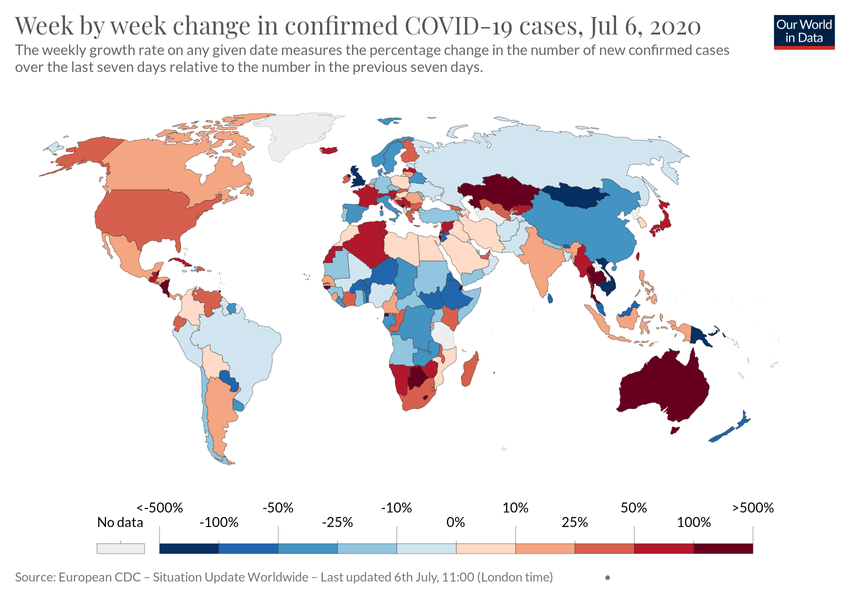 Week by week change in confirmed COVID-19 cases, Jul 6, 2020
Our World
in Data
The weekly growth rate on any given date measures the percentage change in the number of new confirmed cases
over the last seven days relative to the number in the previous seven days.
<-500% -50% -10% 10% 50% >500%
No data -100% -25% 0% 25% 100%
Source: European CDC – Situation Update Worldwide – Last updated 6th July, 11:00 (London time)